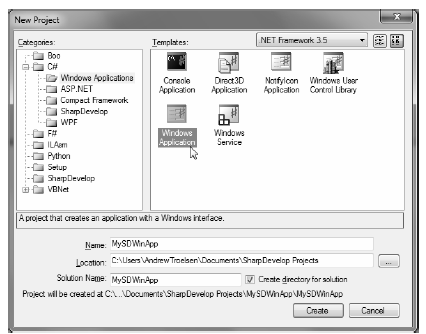 New Project
Categories:
Templates:
.NET Framework 3.5
Boo
C#
Windows Applications
ASP.NET
Compact Framework
SharpDevelop
WPF
F#
ILAsm
Python
Setup
SharpDevelop
VBNet
Console Application
Direct3D Application
NotifyIcon Application
Windows User Control Library
Windows Application
Windows Service
A project that creates an application with a Windows interface.
Name: MySDWinApp
Location: C:\Users\AndrewTroelsen\Documents\SharpDevelop Projects
...
Solution Name: MySDWinApp
Create directory for solution
Project will be created at C:\...\Documents\SharpDevelop Projects\MySDWinApp\MySDWinApp
Create
Cancel